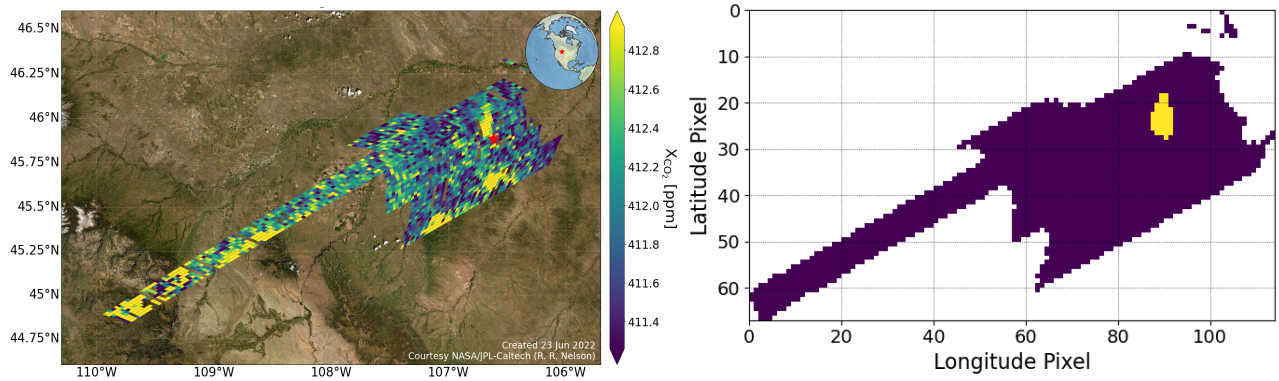 46.5°N
46.25°N
46°N
45.75°N
45.5°N
45.25°N
45°N
44.75°N
110°W
109°W
108°W
107°W
106°W
Created 23 Jun 2022
Courtesy NASA/JPL-Caltech (R. R. Nelson)
412.8
412.6
412.4
412.2
412.0
411.8
411.6
411.4
X_CO₂ [ppm]
Latitude Pixel
0
10
20
30
40
50
60
0
20
40
60
80
100
Longitude Pixel